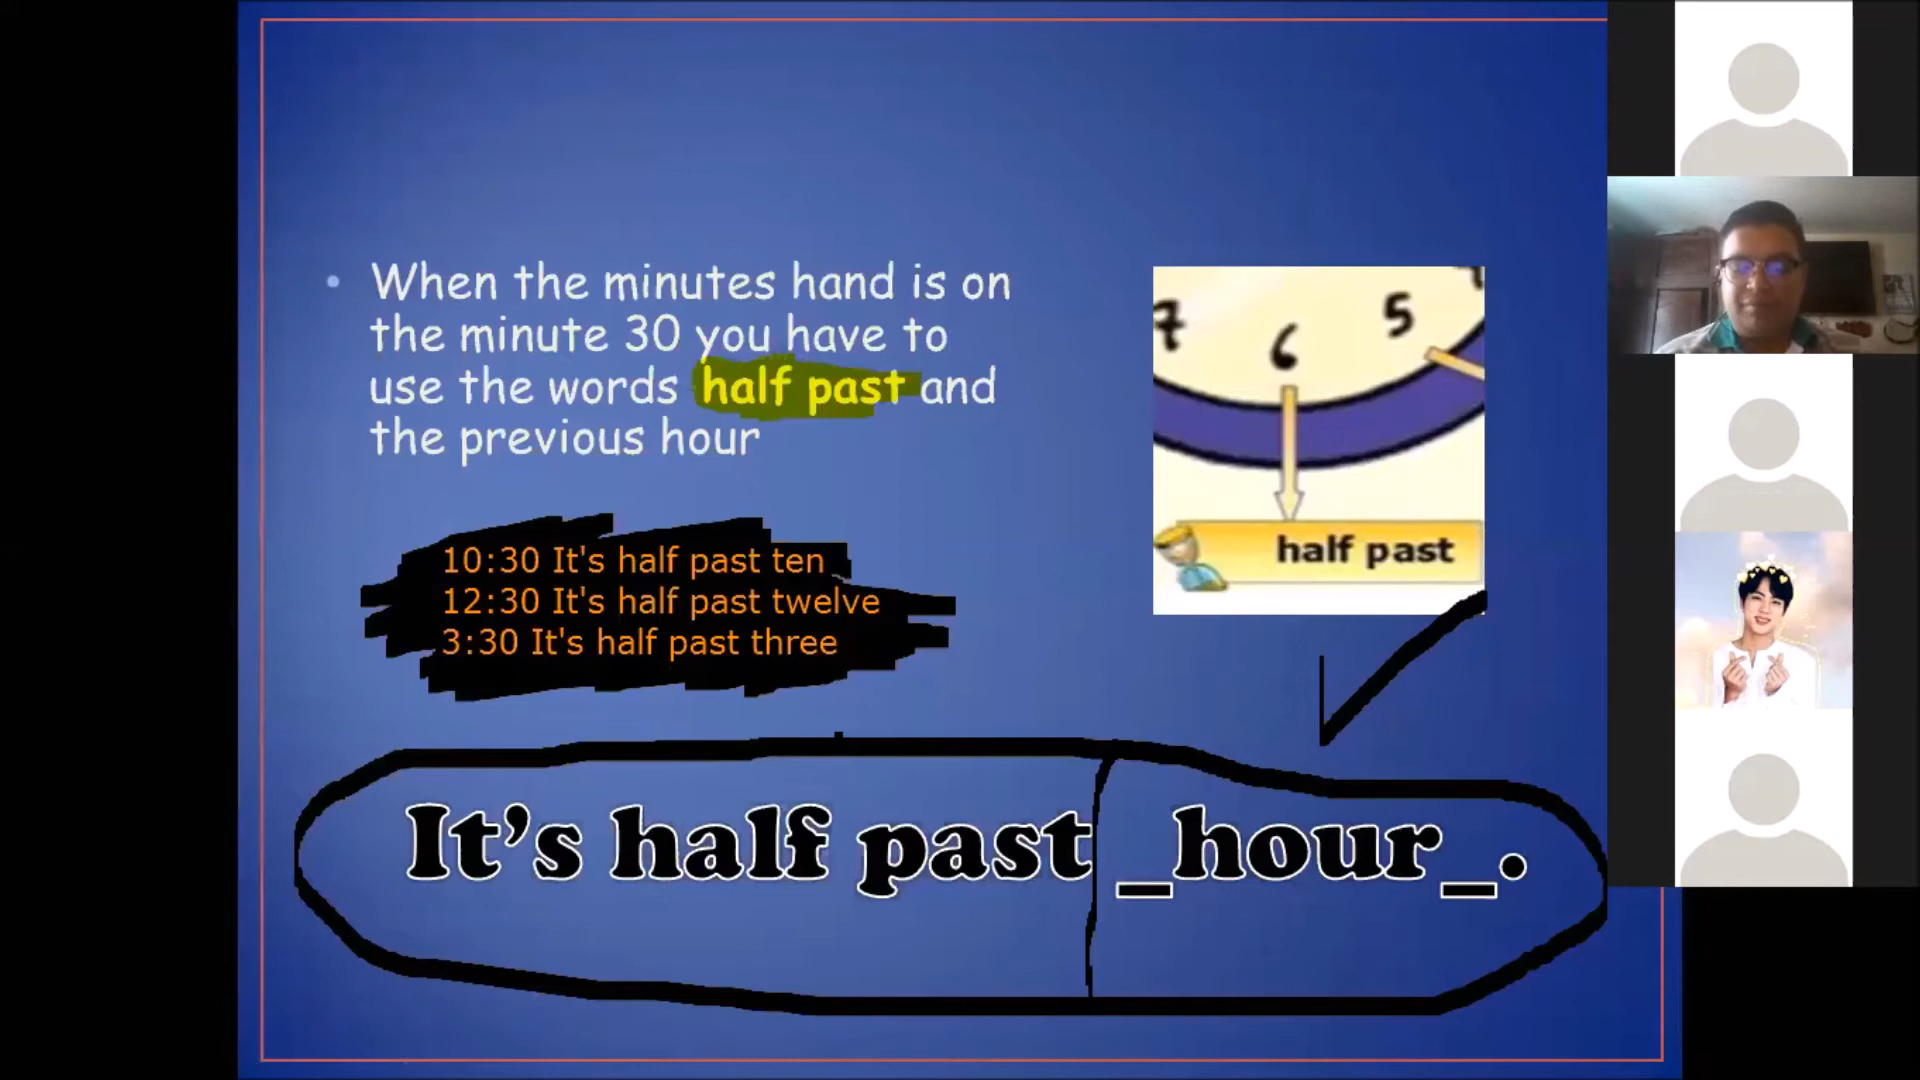 • When the minutes hand is on
the minute 30 you have to
use the words half past and
the previous hour
7 6 5
half past
10:30 It's half past ten
12:30 It's half past twelve
3:30 It's half past three
It’s half past _hour_.